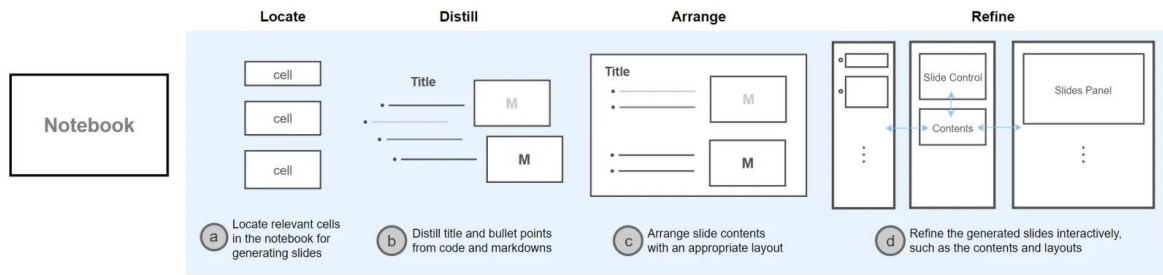 Locate
Distill
Arrange
Refine
Notebook
cell
cell
cell
Title
M
M
Title
M
M
Slide Control
Contents
Slides Panel
a
Locate relevant cells
in the notebook for
generating slides
b
Distill title and bullet points
from code and markdowns
c
Arrange slide contents
with an appropriate layout
d
Refine the generated slides interactively,
such as the contents and layouts